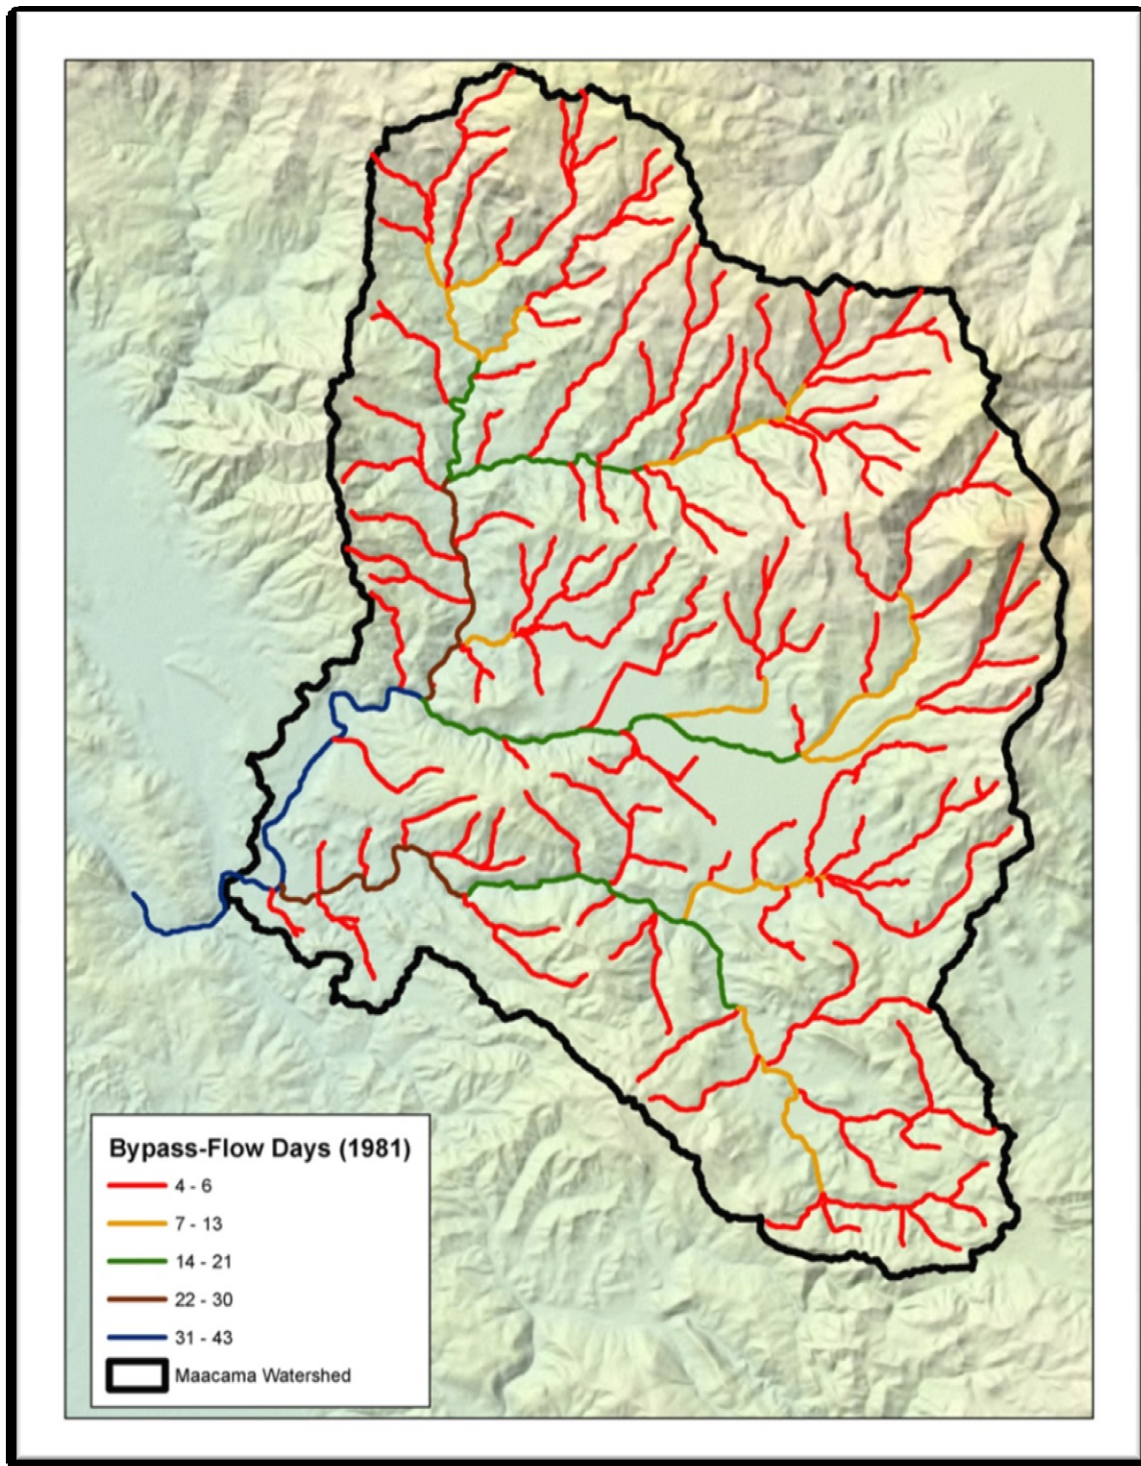 Bypass-Flow Days (1981)
4 - 6
7 - 13
14 - 21
22 - 30
31 - 43
Maacama Watershed